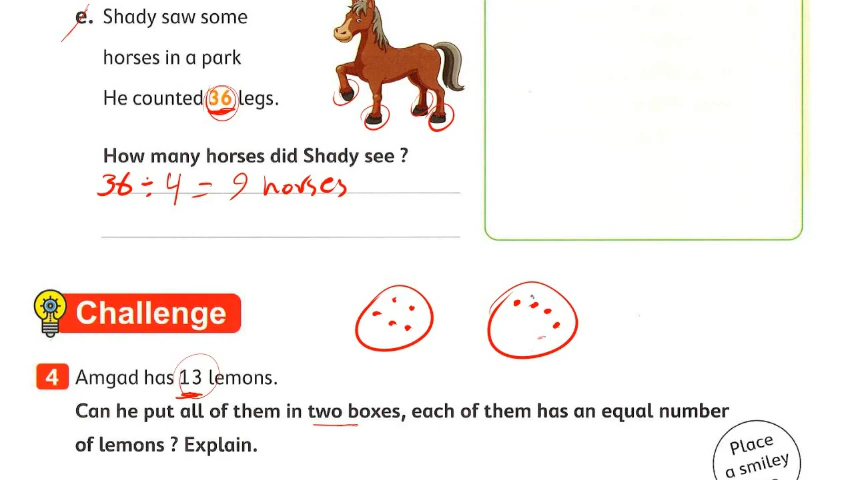 e. Shady saw some
horses in a park
He counted 36 legs.
How many horses did Shady see ?
36 ÷ 4 = 9 horses
Challenge
4 Amgad has 13 lemons.
Can he put all of them in two boxes, each of them has an equal number
of lemons ? Explain.
Place
a smiley